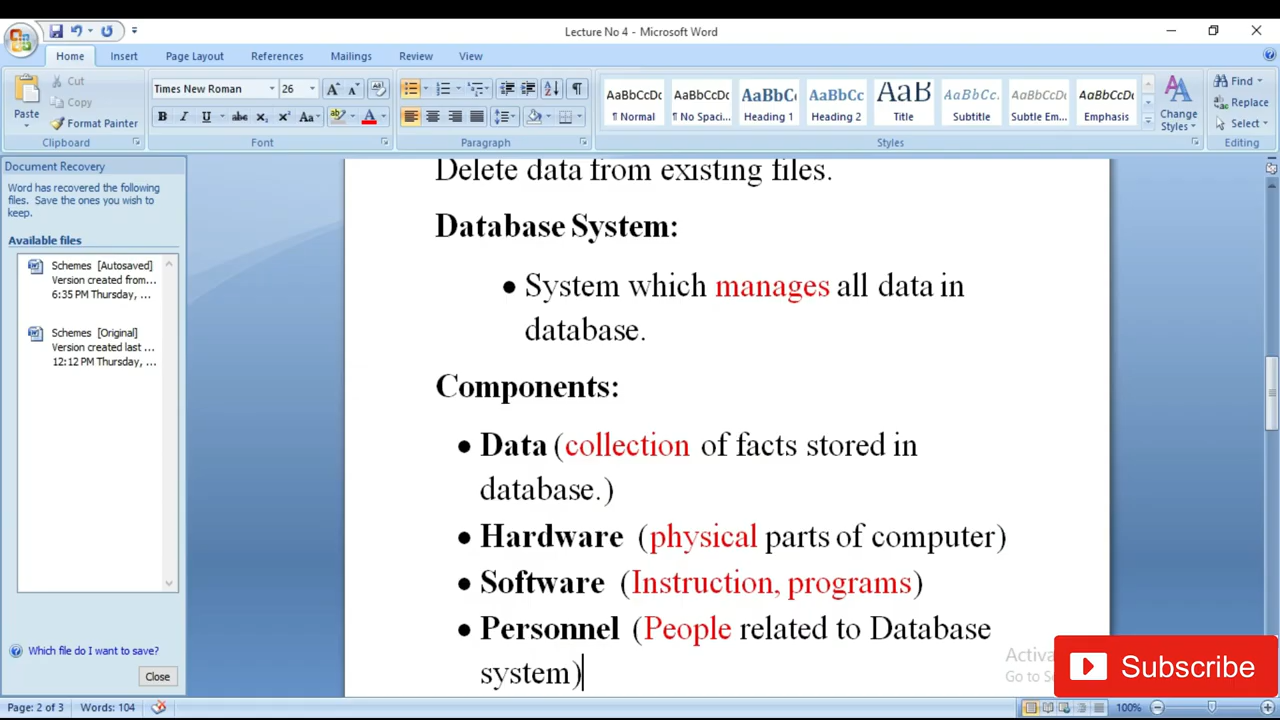 Lecture No 4 - Microsoft Word
Home Insert Page Layout References Mailings Review View
Paste
Cut
Copy
Format Painter
Clipboard
Times New Roman 26
B I U abc x₂ x² Aa A
Font
Paragraph
AaBbCcDc AaBbCcDc AaBbC AaBbCc AaB AaBbCc. AaBbCcDc AaBbCcDc
¶ Normal ¶ No Spaci... Heading 1 Heading 2 Title Subtitle Subtle Em... Emphasis
Change Styles
Styles
Find
Replace
Select
Editing
Document Recovery
Word has recovered the following
files. Save the ones you wish to
keep.
Available files
Schemes [Autosaved]
Version created from...
6:35 PM Thursday, ...
Schemes [Original]
Version created last ...
12:12 PM Thursday, ...
Which file do I want to save?
Close
Delete data from existing files.
Database System:
● System which manages all data in
database.
Components:
● Data (collection of facts stored in
database.)
● Hardware (physical parts of computer)
● Software (Instruction, programs)
● Personnel (People related to Database
system)
Go to
Subscribe
Page: 2 of 3 Words: 104 100%